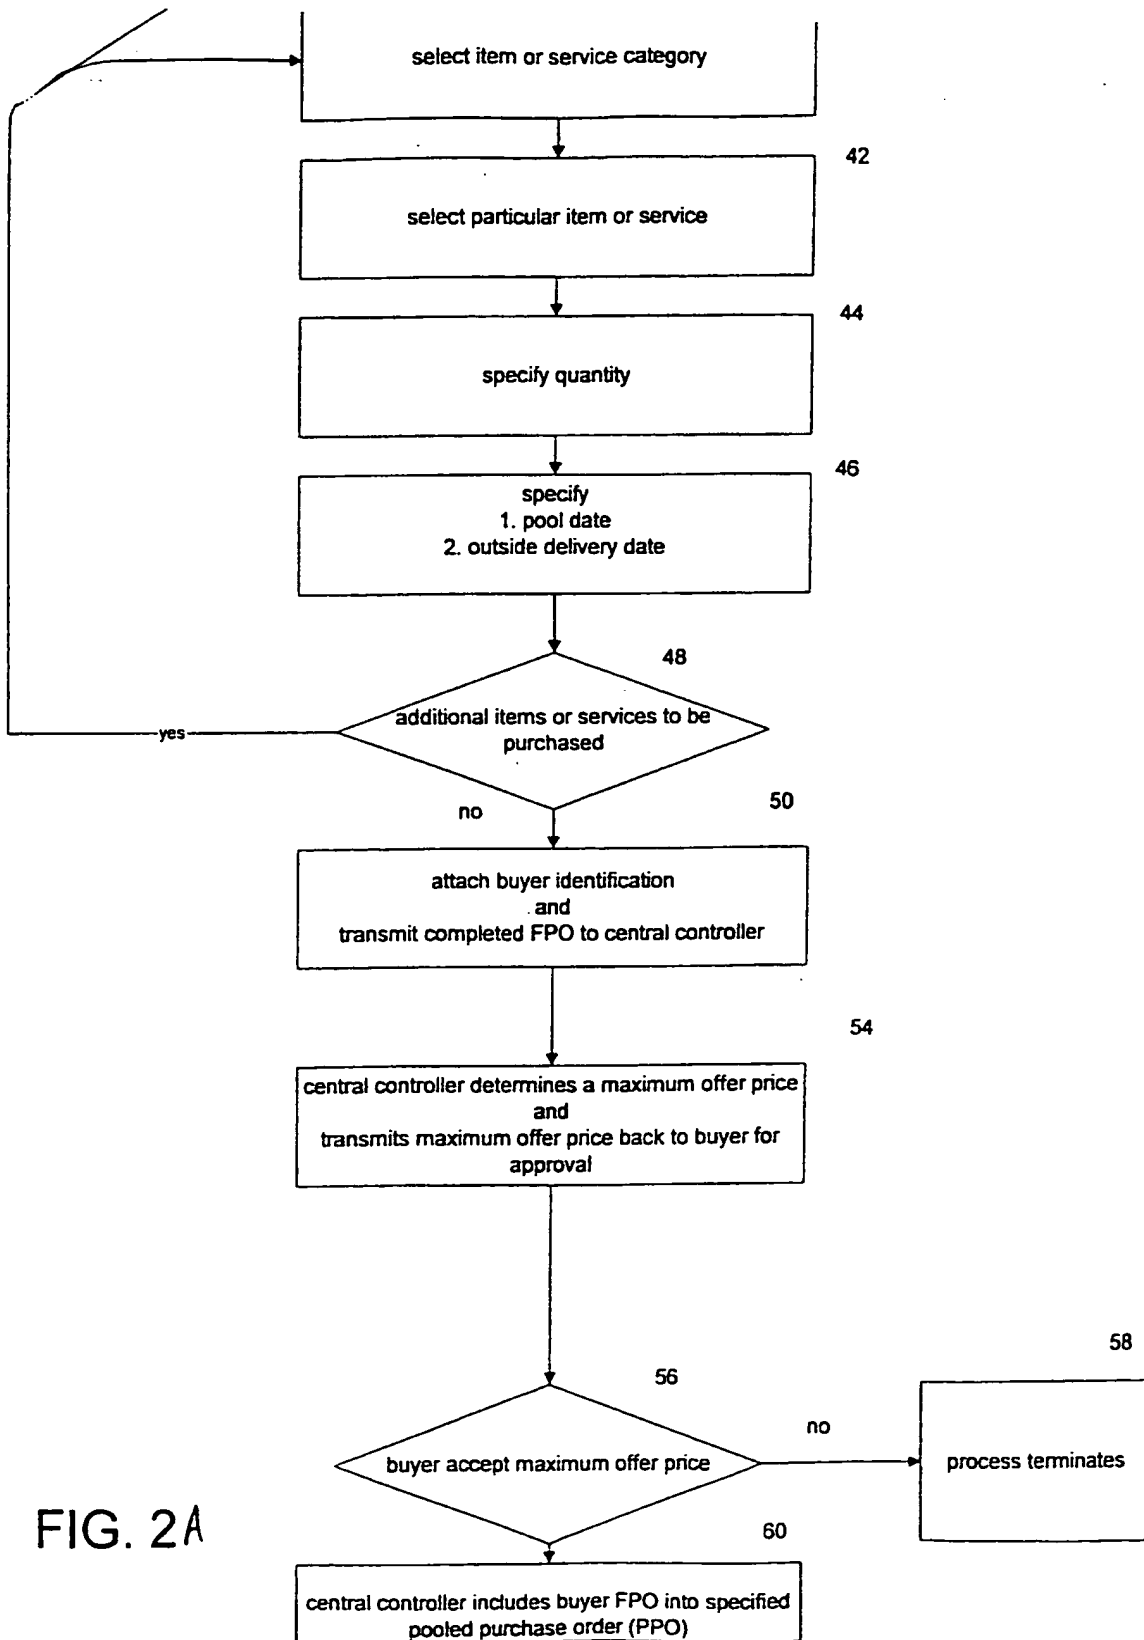 select item or service category
42
select particular item or service
44
specify quantity
46
specify
1. pool date
2. outside delivery date
48
additional items or services to be
purchased
yes
no
50
attach buyer identification
and
transmit completed FPO to central controller
54
central controller determines a maximum offer price
and
transmits maximum offer price back to buyer for
approval
56
buyer accept maximum offer price
no
58
process terminates
60
central controller includes buyer FPO into specified
pooled purchase order (PPO)
FIG. 2A